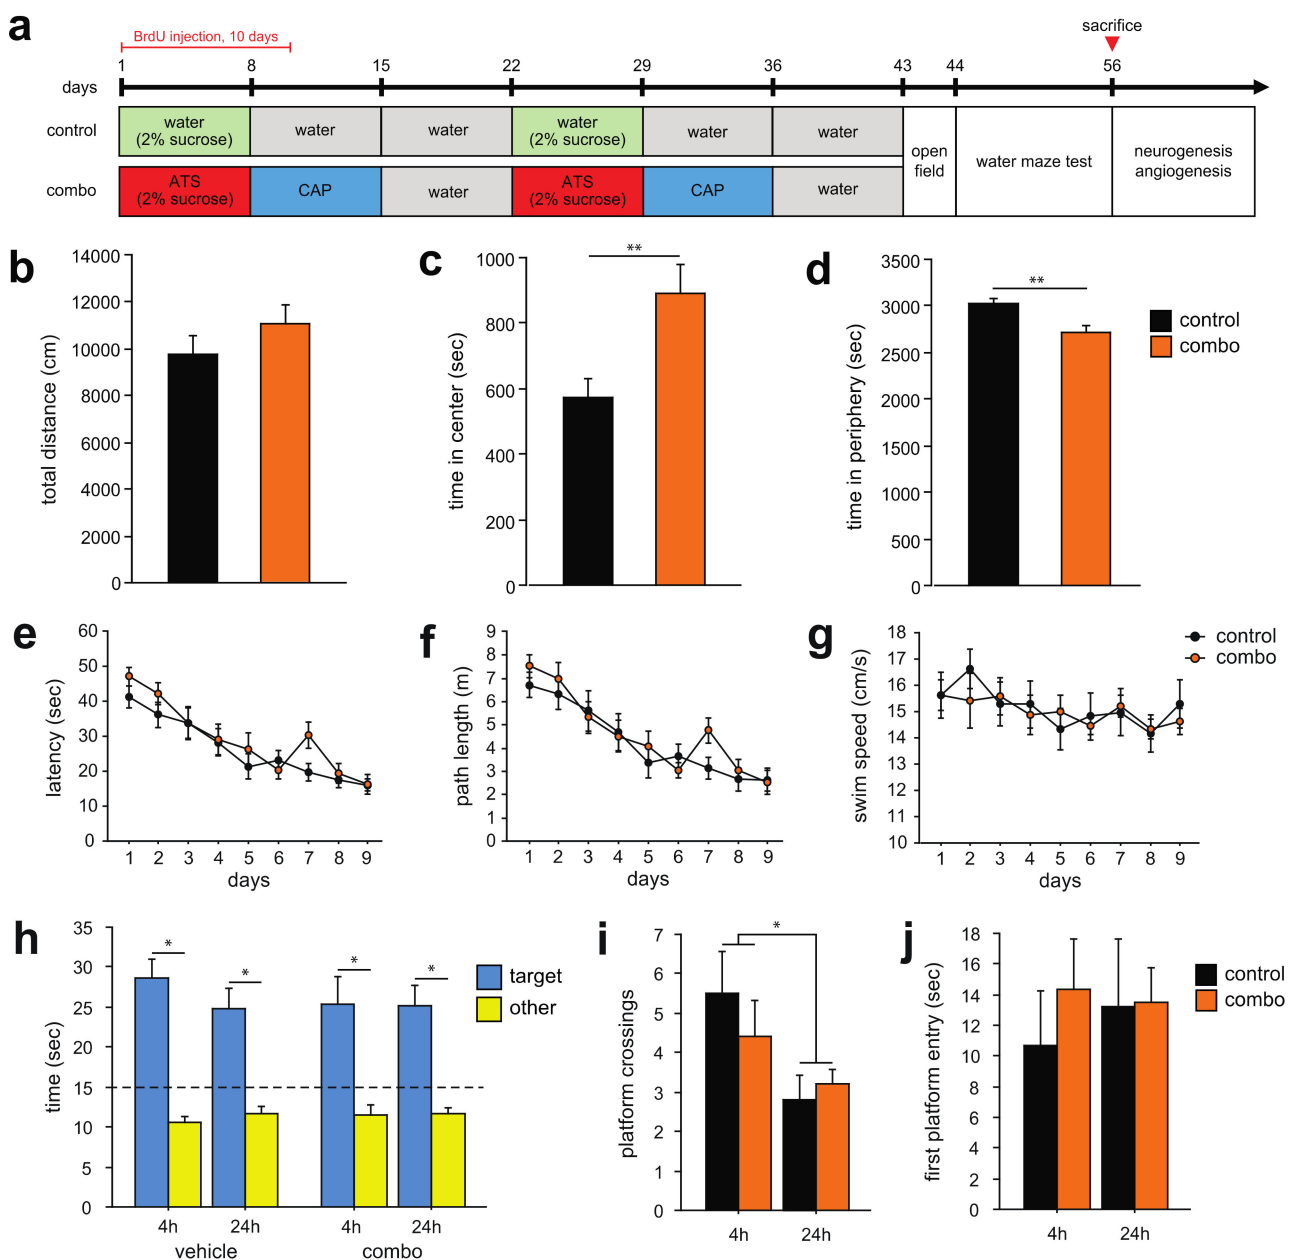 a
sacrifice
BrdU injection, 10 days
1 8 15 22 29 36 43 44 56
days
control
water
(2% sucrose)
water
water
water
(2% sucrose)
water
water
combo
ATS
(2% sucrose)
CAP
water
ATS
(2% sucrose)
CAP
water
open
field
water maze test
neurogenesis
angiogenesis
b
total distance (cm)
14000
12000
10000
8000
6000
4000
2000
0
c
time in center (sec)
1000
800
600
400
200
0
**
d
time in periphery (sec)
3500
3000
2500
2000
1500
1000
500
0
**
control
combo
e
latency (sec)
60
50
40
30
20
10
0
1 2 3 4 5 6 7 8 9
days
f
path length (m)
9
8
7
6
5
4
3
2
1
0
1 2 3 4 5 6 7 8 9
days
g
swim speed (cm/s)
18
17
16
15
14
13
12
11
10
1 2 3 4 5 6 7 8 9
days
control
combo
h
time (sec)
35
30
25
20
15
10
5
0
* * * *
4h 24h 4h 24h
vehicle combo
target
other
i
platform crossings
7
6
5
4
3
2
1
0
*
4h 24h
j
first platform entry (sec)
18
16
14
12
10
8
6
4
2
0
4h 24h
control
combo